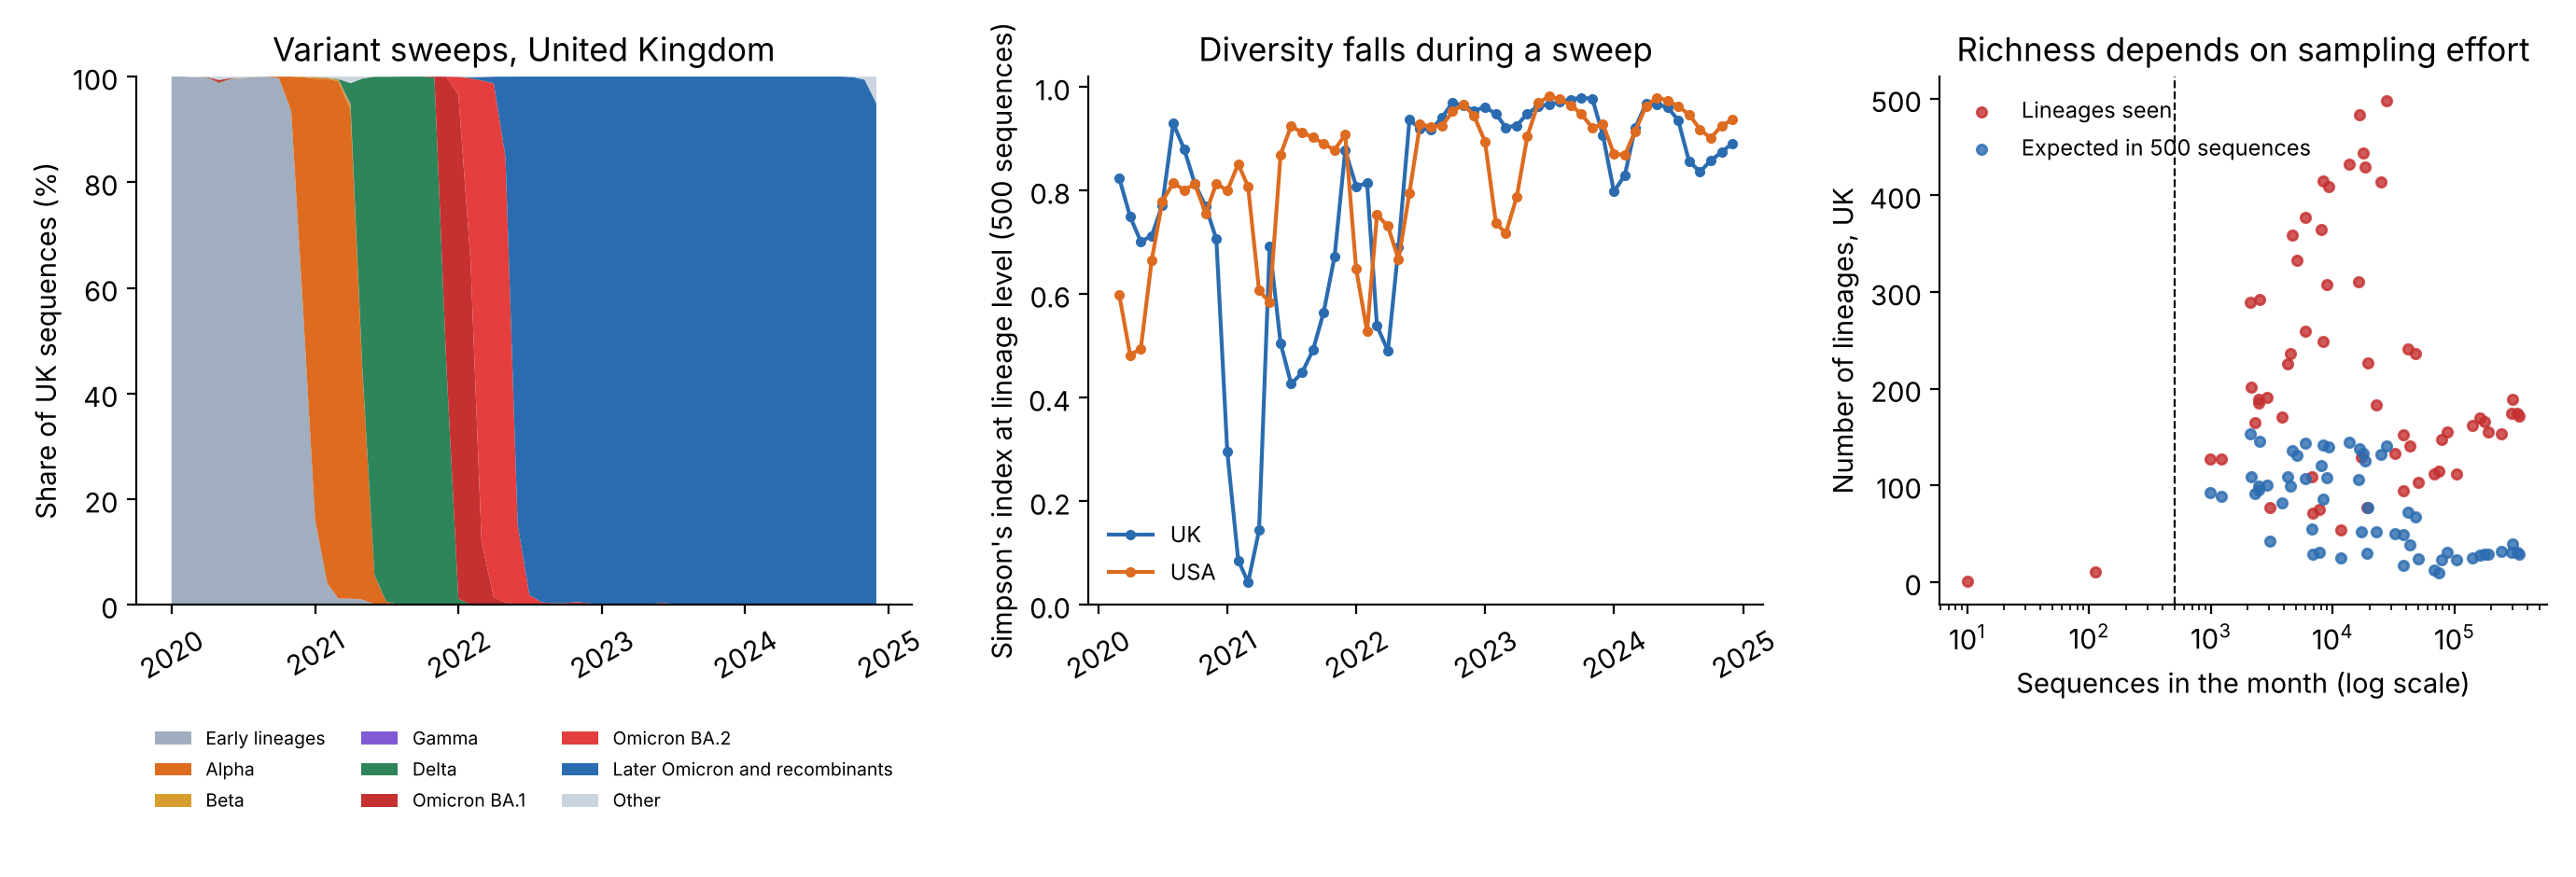 Variant sweeps, United Kingdom
Share of UK sequences (%)
100
80
60
40
20
0
2020
2021
2022
2023
2024
2025
Early lineages
Alpha
Beta
Gamma
Delta
Omicron BA.1
Omicron BA.2
Later Omicron and recombinants
Other
Diversity falls during a sweep
Simpson's index at lineage level (500 sequences)
1.0
0.8
0.6
0.4
0.2
0.0
UK
USA
2020
2021
2022
2023
2024
2025
Richness depends on sampling effort
Number of lineages, UK
500
400
300
200
100
0
Lineages seen
Expected in 500 sequences
10¹
10²
10³
10⁴
10⁵
Sequences in the month (log scale)